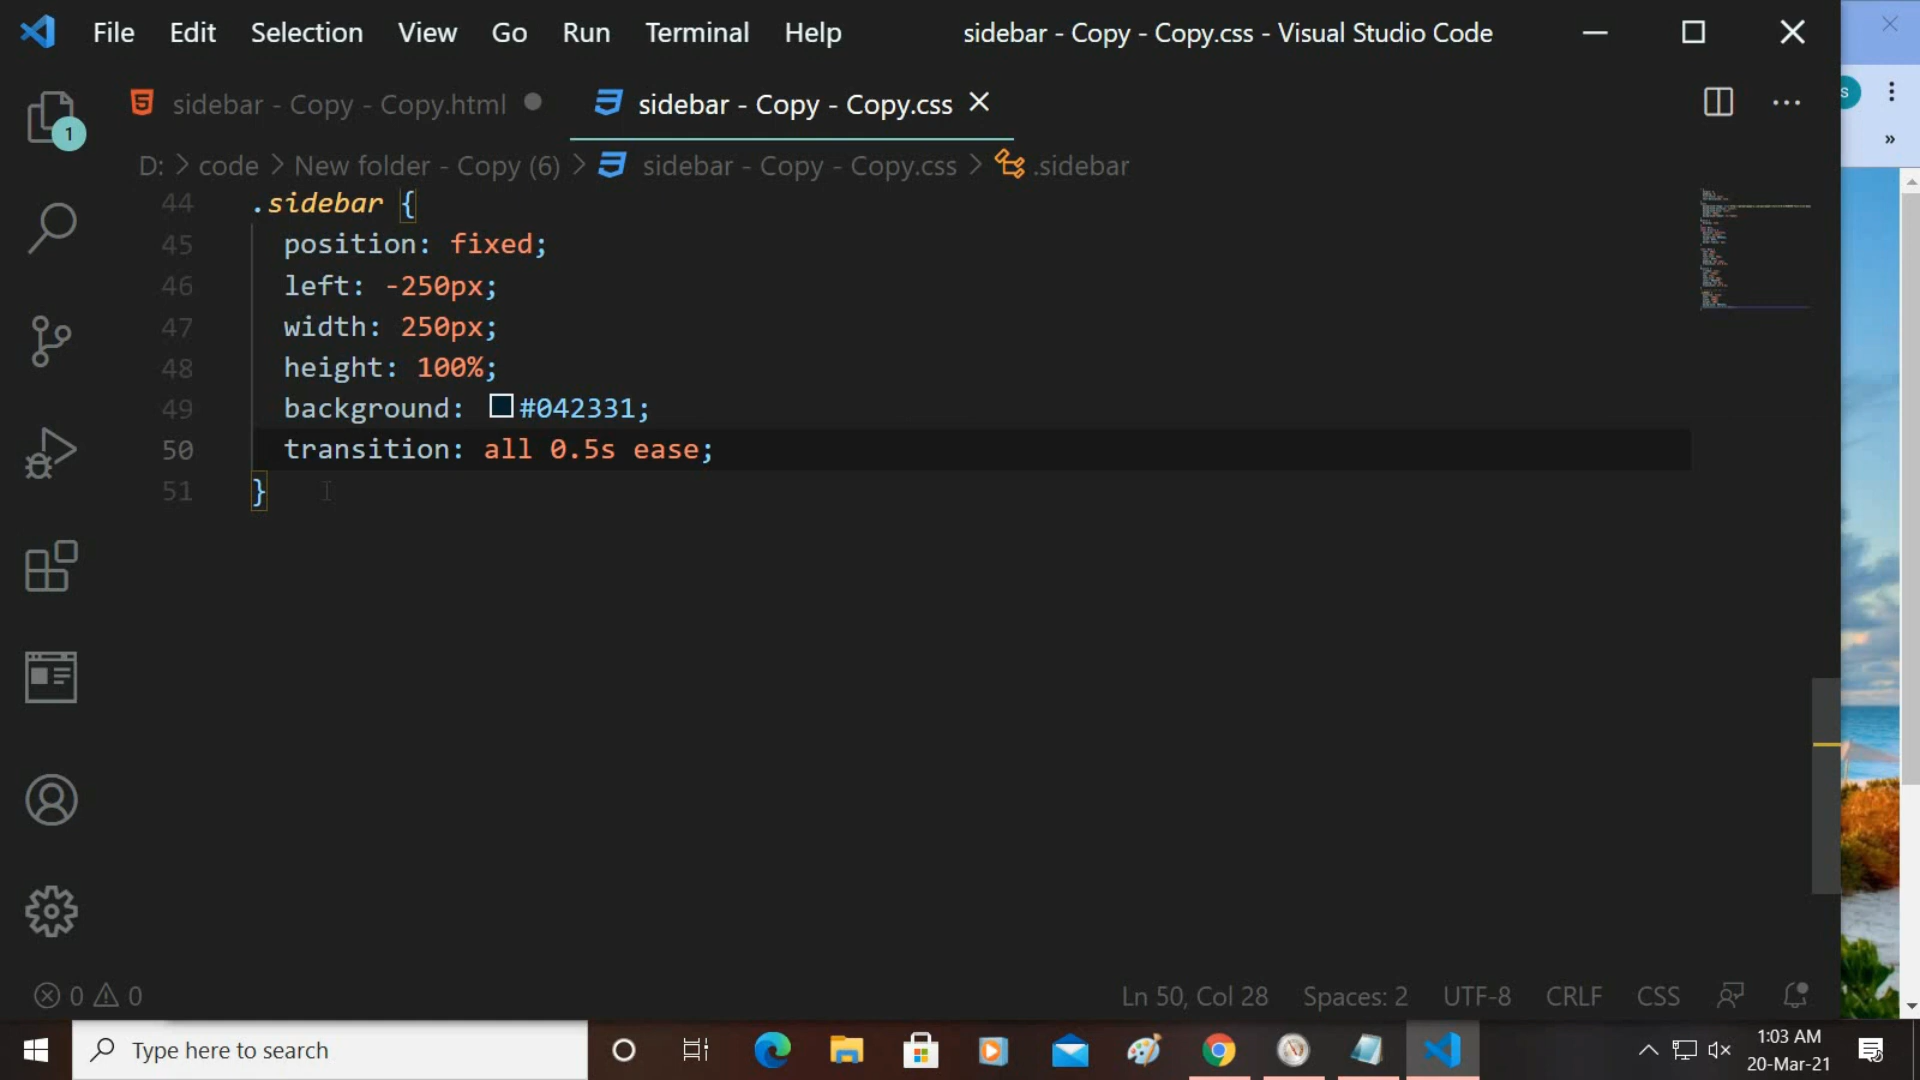 File Edit Selection View Go Run Terminal Help sidebar - Copy - Copy.css - Visual Studio Code
sidebar - Copy - Copy.html sidebar - Copy - Copy.css
s
D: > code > New folder - Copy (6) > sidebar - Copy - Copy.css > .sidebar
1
»
44 .sidebar {
45 position: fixed;
46 left: -250px;
47 width: 250px;
48 height: 100%;
49 background: #042331;
50 transition: all 0.5s ease;
51 }
0 0 Ln 50, Col 28 Spaces: 2 UTF-8 CRLF CSS
Type here to search
1:03 AM
20-Mar-21